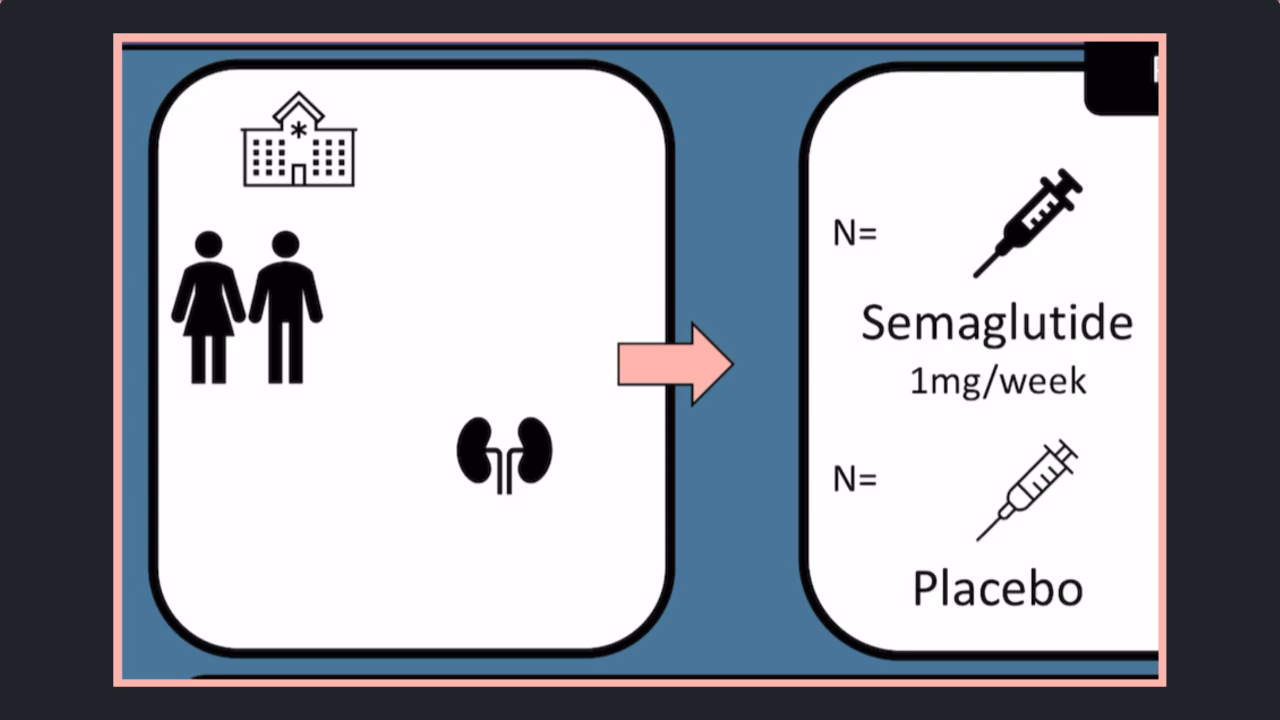 N=
Semaglutide
1mg/week
N=
Placebo